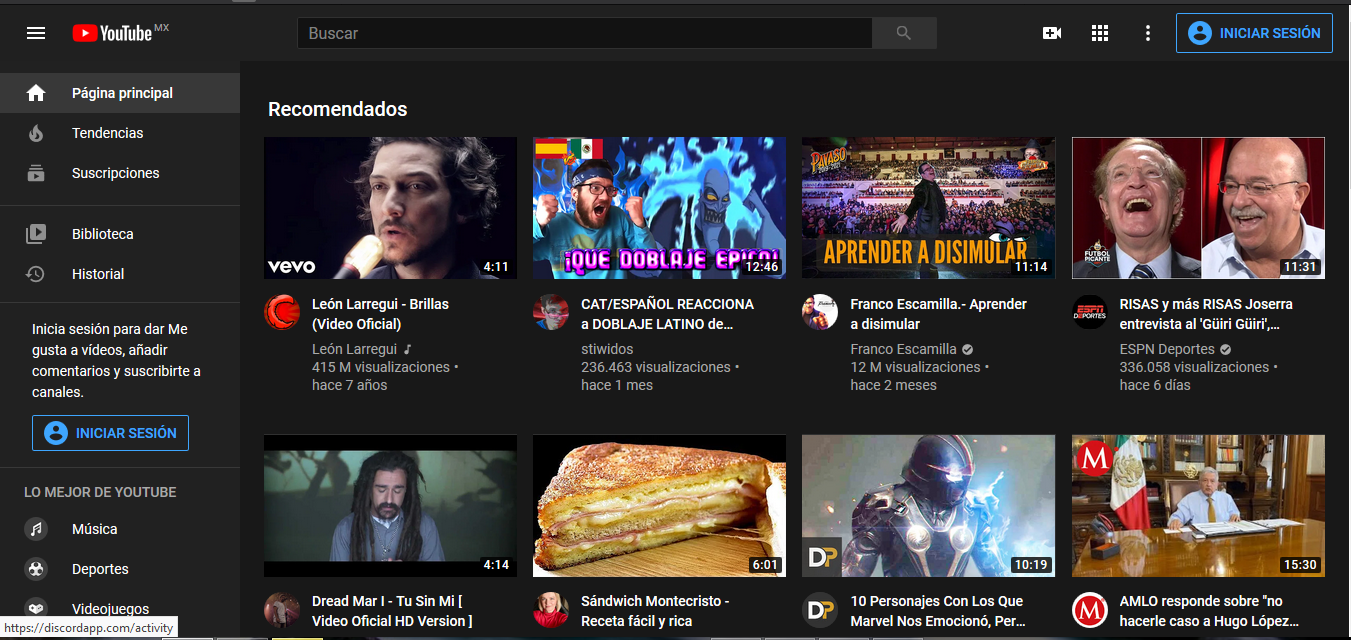 YouTube MX
Buscar
INICIAR SESIÓN
Página principal
Tendencias
Suscripciones
Biblioteca
Historial
Inicia sesión para dar Me
gusta a vídeos, añadir
comentarios y suscribirte a
canales.
INICIAR SESIÓN
LO MEJOR DE YOUTUBE
Música
Deportes
Videojuegos
https://discordapp.com/activity
Recomendados
vevo
4:11
León Larregui - Brillas
(Video Oficial)
León Larregui
415 M visualizaciones •
hace 7 años
¡QUE DOBLAJE EPICO!
12:46
CAT/ESPAÑOL REACCIONA
a DOBLAJE LATINO de...
stiwidos
236.463 visualizaciones •
hace 1 mes
PAYASO
APRENDER A DISIMULAR
11:14
Franco Escamilla.- Aprender
a disimular
Franco Escamilla
12 M visualizaciones •
hace 2 meses
FUTBOL
PICANTE
11:31
ESPN
DEPORTES
RISAS y más RISAS Joserra
entrevista al 'Güiri Güiri',...
ESPN Deportes
336.058 visualizaciones •
hace 6 días
4:14
Dread Mar I - Tu Sin Mi [
Video Oficial HD Version ]
6:01
Sándwich Montecristo -
Receta fácil y rica
DP
10:19
DP
10 Personajes Con Los Que
Marvel Nos Emocionó, Per...
M
15:30
M
AMLO responde sobre "no
hacerle caso a Hugo López...